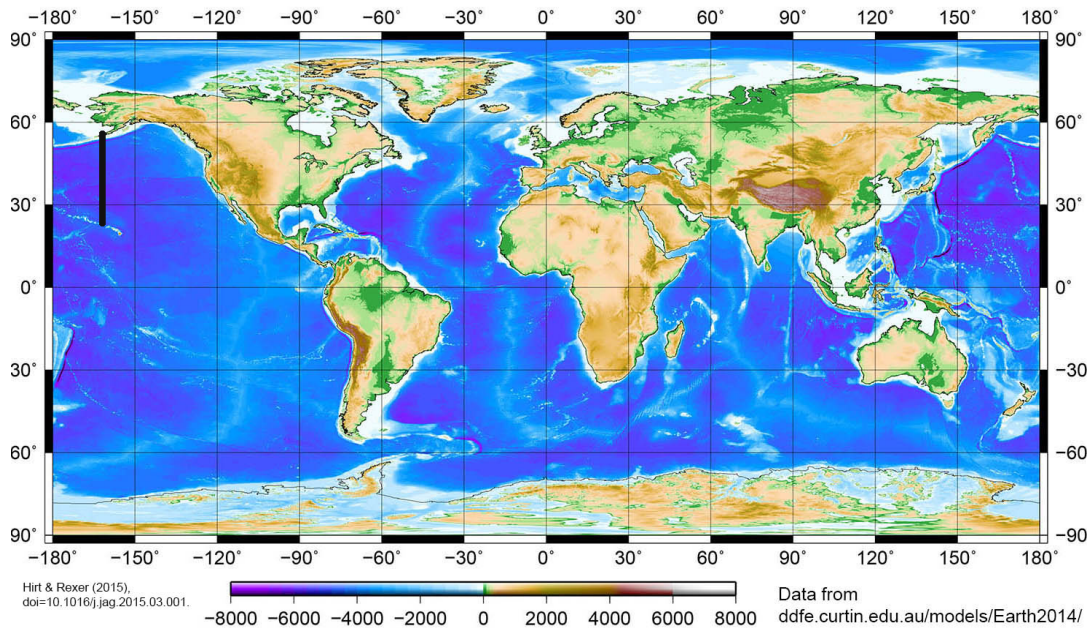 −180° −150° −120° −90° −60° −30° 0° 30° 60° 90° 120° 150° 180°
90° 90°
60° 60°
30° 30°
0° 0°
−30° −30°
−60° −60
−90° −90
−180° −150° −120° −90° −60° −30° 0° 30° 60° 90° 120° 150° 180°
Hirt & Rexer (2015),
doi=10.1016/j.jag.2015.03.001.
−8000 −6000 −4000 −2000 0 2000 4000 6000 8000
Data from
ddfe.curtin.edu.au/models/Earth2014/